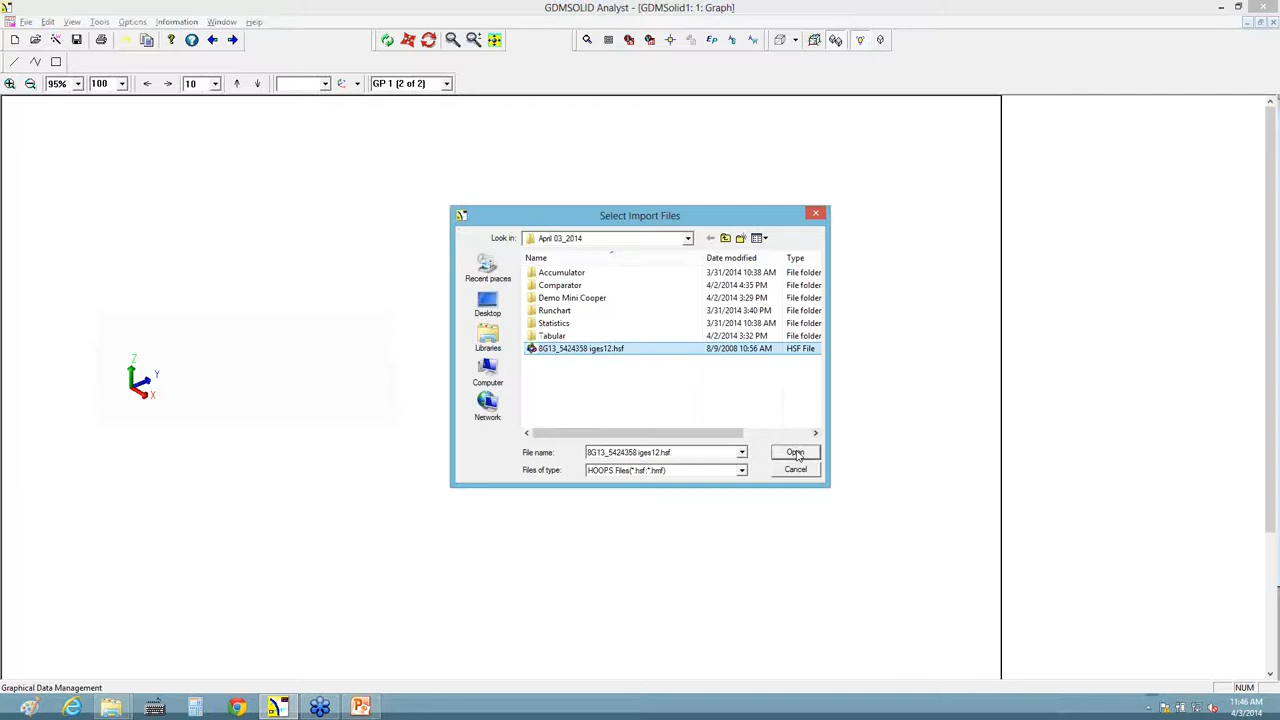 GDMSOLID Analyst - [GDMSolid1: 1: Graph]
File Edit View Tools Options Information Window Help
95% 100 10 GP 1 (2 of 2)
Select Import Files
Look in: April 03_2014
Name Date modified Type
Accumulator 3/31/2014 10:38 AM File folder
Comparator 4/2/2014 4:35 PM File folder
Demo Mini Cooper 4/2/2014 3:29 PM File folder
Runchart 3/31/2014 3:40 PM File folder
Statistics 3/31/2014 10:38 AM File folder
Tabular 4/2/2014 3:32 PM File folder
8G13_5424358 iges12.hsf 8/9/2008 10:56 AM HSF File
Recent places
Desktop
Libraries
Computer
Network
File name: 8G13_5424358 iges12.hsf Open
Files of type: HOOPS Files(*.hsf;*.hmf) Cancel
Z
Y
X
Graphical Data Management NUM
11:46 AM
4/3/2014